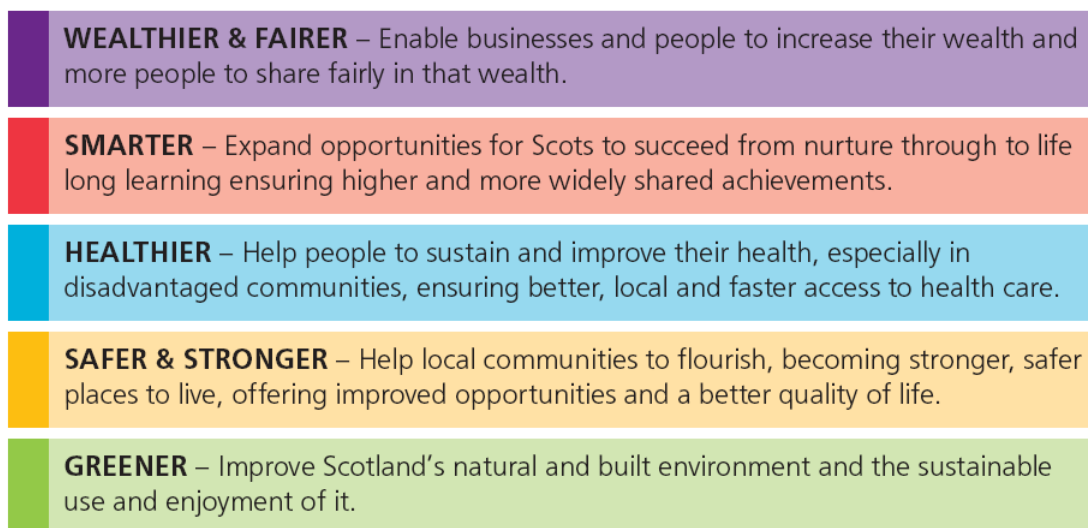 WEALTHIER & FAIRER – Enable businesses and people to increase their wealth and
more people to share fairly in that wealth.
SMARTER – Expand opportunities for Scots to succeed from nurture through to life
long learning ensuring higher and more widely shared achievements.
HEALTHIER – Help people to sustain and improve their health, especially in
disadvantaged communities, ensuring better, local and faster access to health care.
SAFER & STRONGER – Help local communities to flourish, becoming stronger, safer
places to live, offering improved opportunities and a better quality of life.
GREENER – Improve Scotland’s natural and built environment and the sustainable
use and enjoyment of it.